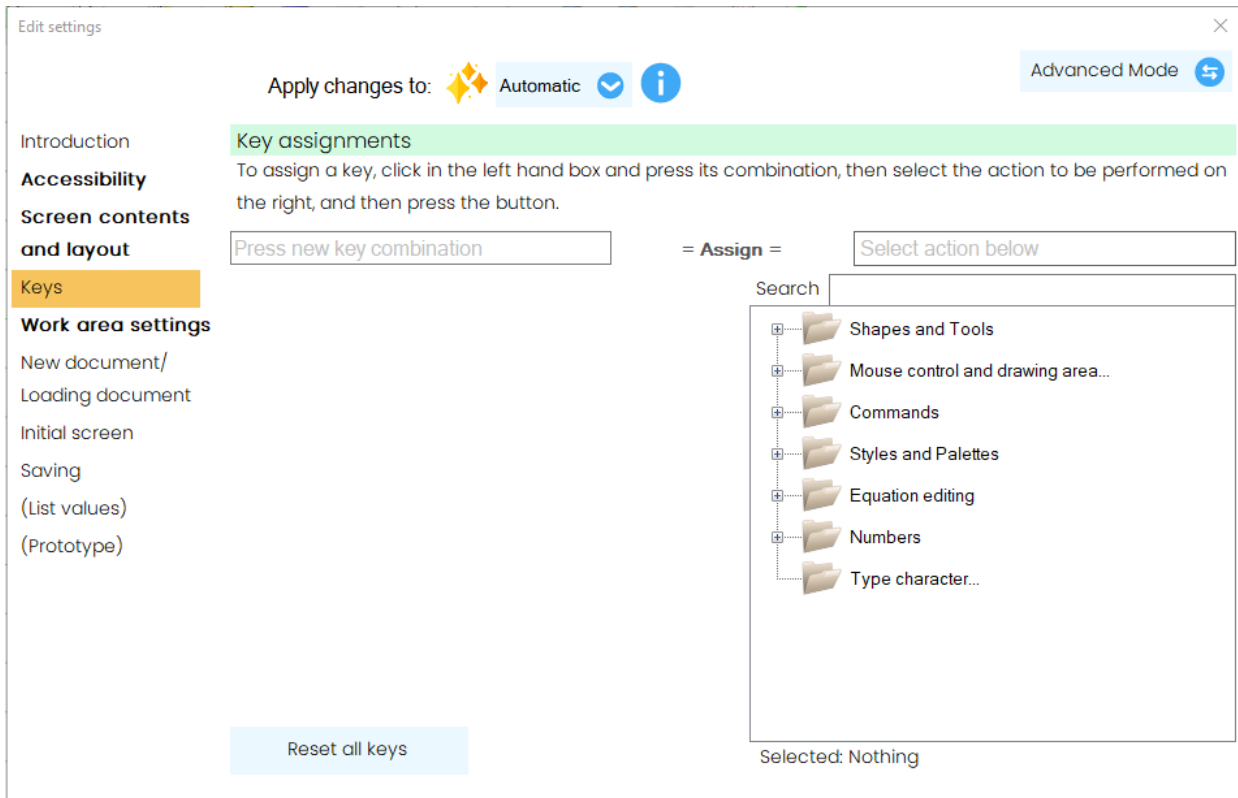 Edit settings
Apply changes to: Automatic
Advanced Mode
Introduction
Accessibility
Screen contents
and layout
Keys
Work area settings
New document/
Loading document
Initial screen
Saving
(List values)
(Prototype)
Key assignments
To assign a key, click in the left hand box and press its combination, then select the action to be performed on
the right, and then press the button.
Press new key combination
= Assign =
Select action below
Search
Shapes and Tools
Mouse control and drawing area...
Commands
Styles and Palettes
Equation editing
Numbers
Type character...
Reset all keys
Selected: Nothing